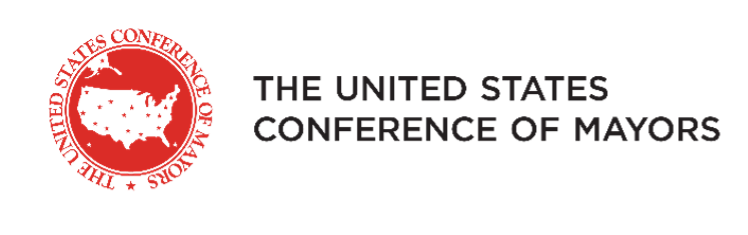 THE UNITED STATES CONFERENCE OF MAYORS
THE UNITED STATES
CONFERENCE OF MAYORS